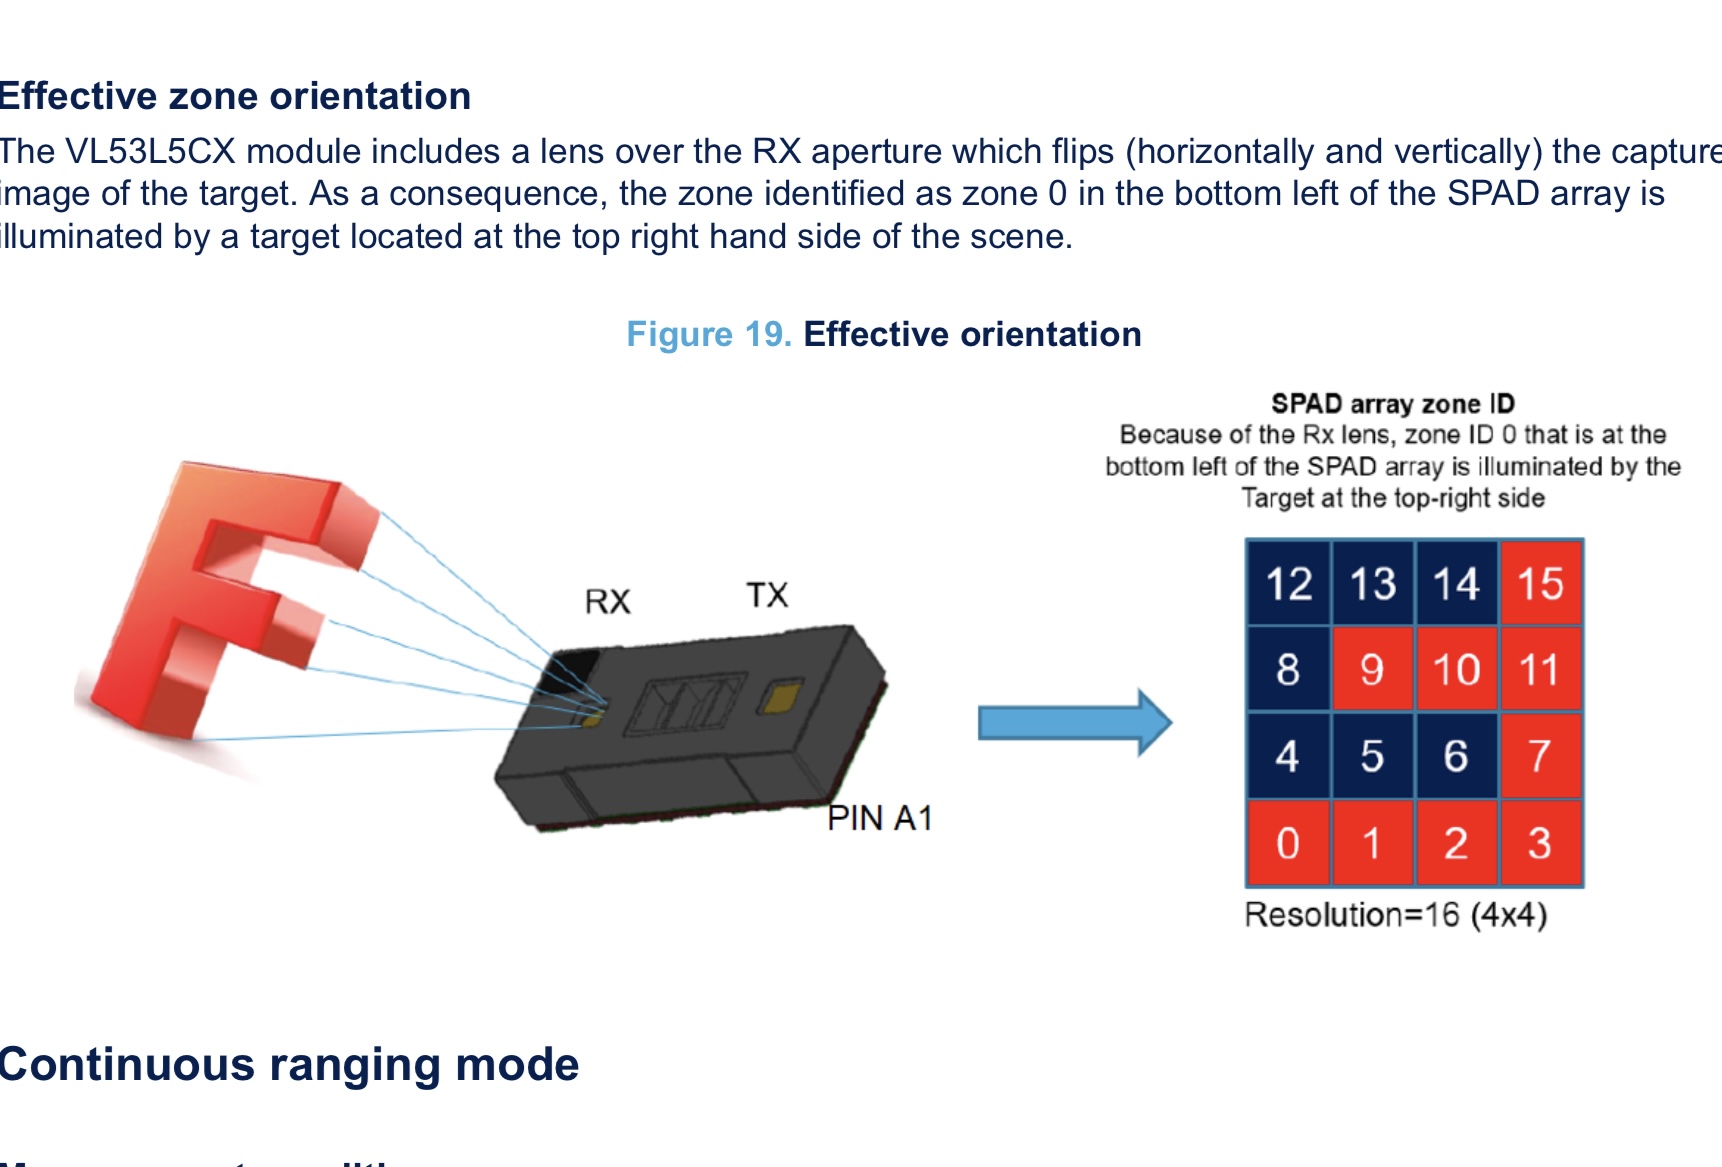 Effective zone orientation
The VL53L5CX module includes a lens over the RX aperture which flips (horizontally and vertically) the capture
image of the target. As a consequence, the zone identified as zone 0 in the bottom left of the SPAD array is
illuminated by a target located at the top right hand side of the scene.
Figure 19. Effective orientation
SPAD array zone ID
Because of the Rx lens, zone ID 0 that is at the
bottom left of the SPAD array is illuminated by the
Target at the top-right side
RX TX
PIN A1
12 13 14 15
8 9 10 11
4 5 6 7
0 1 2 3
Resolution=16 (4x4)
Continuous ranging mode